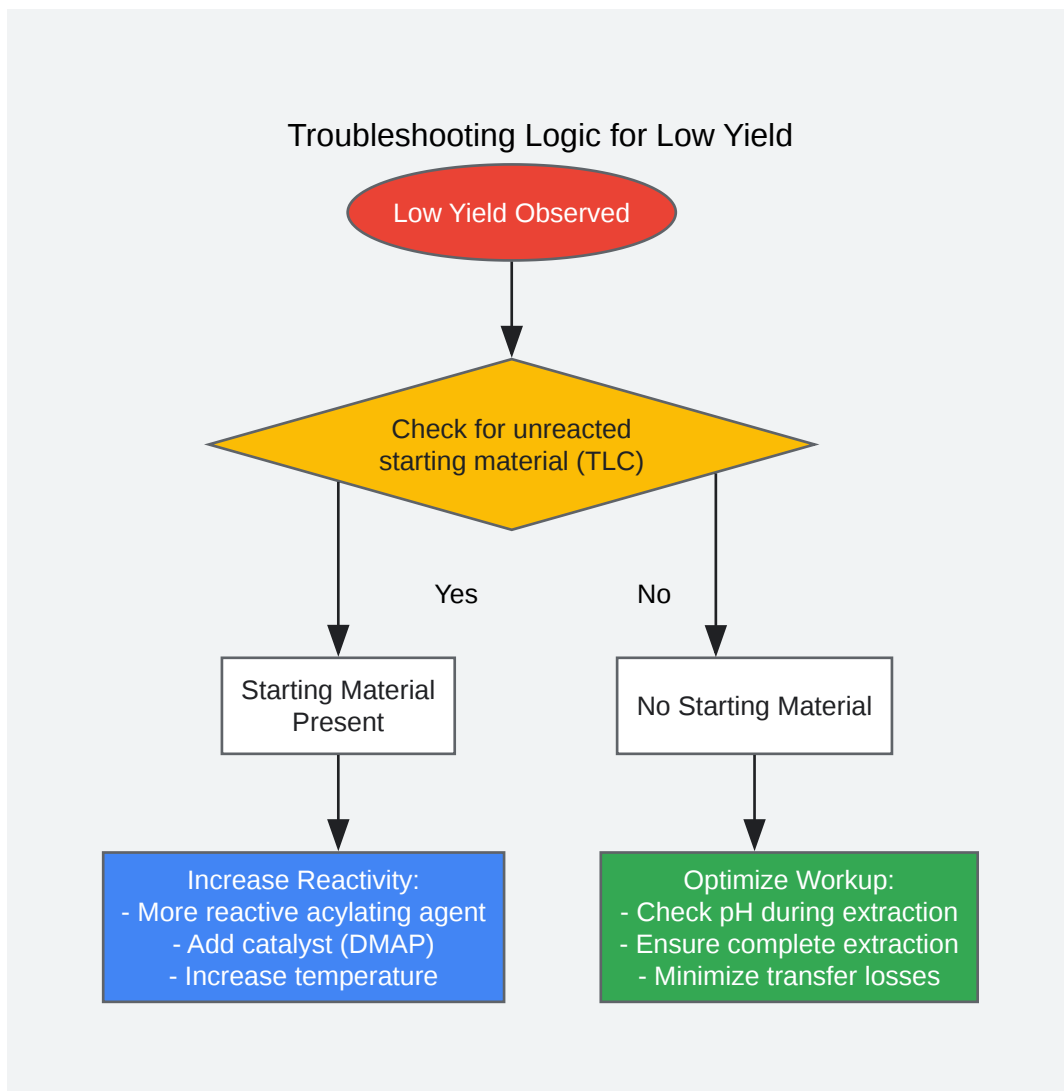 Troubleshooting Logic for Low Yield
Low Yield Observed
Check for unreacted
starting material (TLC)
Yes
No
Starting Material
Present
No Starting Material
Increase Reactivity:
- More reactive acylating agent
- Add catalyst (DMAP)
- Increase temperature
Optimize Workup:
- Check pH during extraction
- Ensure complete extraction
- Minimize transfer losses